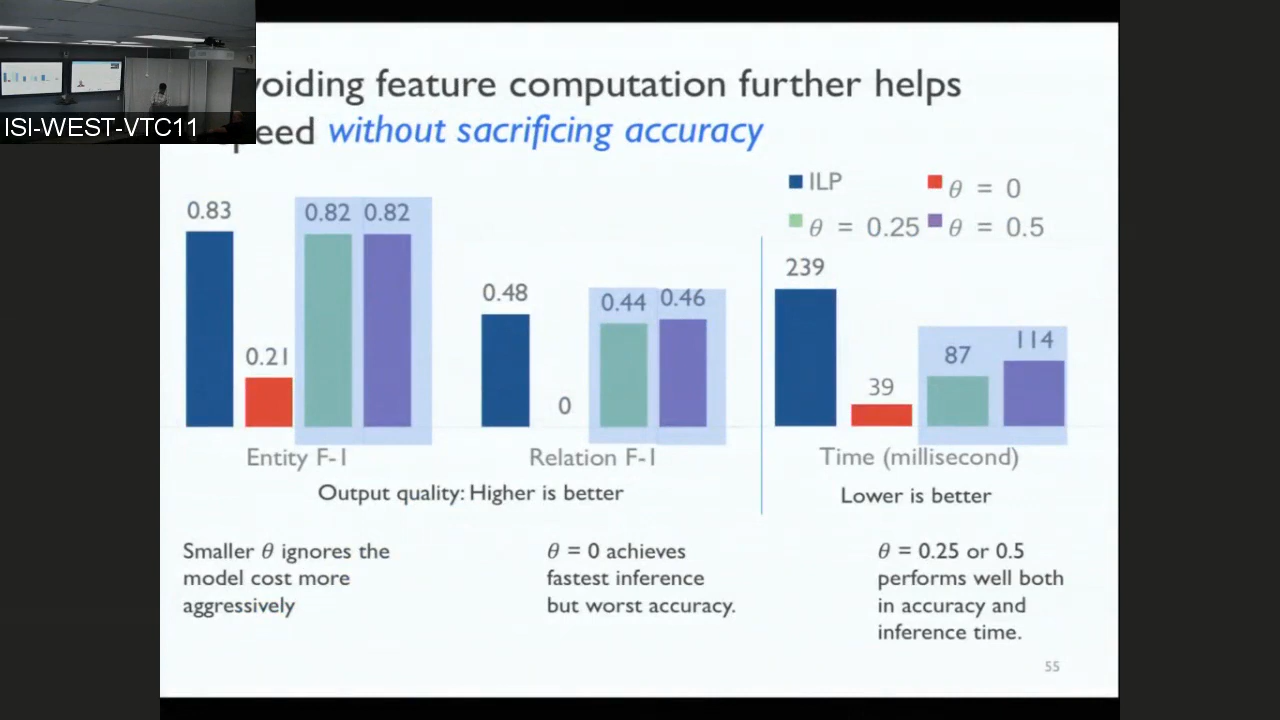 voiding feature computation further helps
peed without sacrificing accuracy
ISI-WEST-VTC11
ILP
θ = 0
θ = 0.25
θ = 0.5
0.83
0.21
0.82
0.82
0.48
0
0.44
0.46
239
39
87
114
Entity F-1
Relation F-1
Time (millisecond)
Output quality: Higher is better
Lower is better
Smaller θ ignores the
model cost more
aggressively
θ = 0 achieves
fastest inference
but worst accuracy.
θ = 0.25 or 0.5
performs well both
in accuracy and
inference time.
55